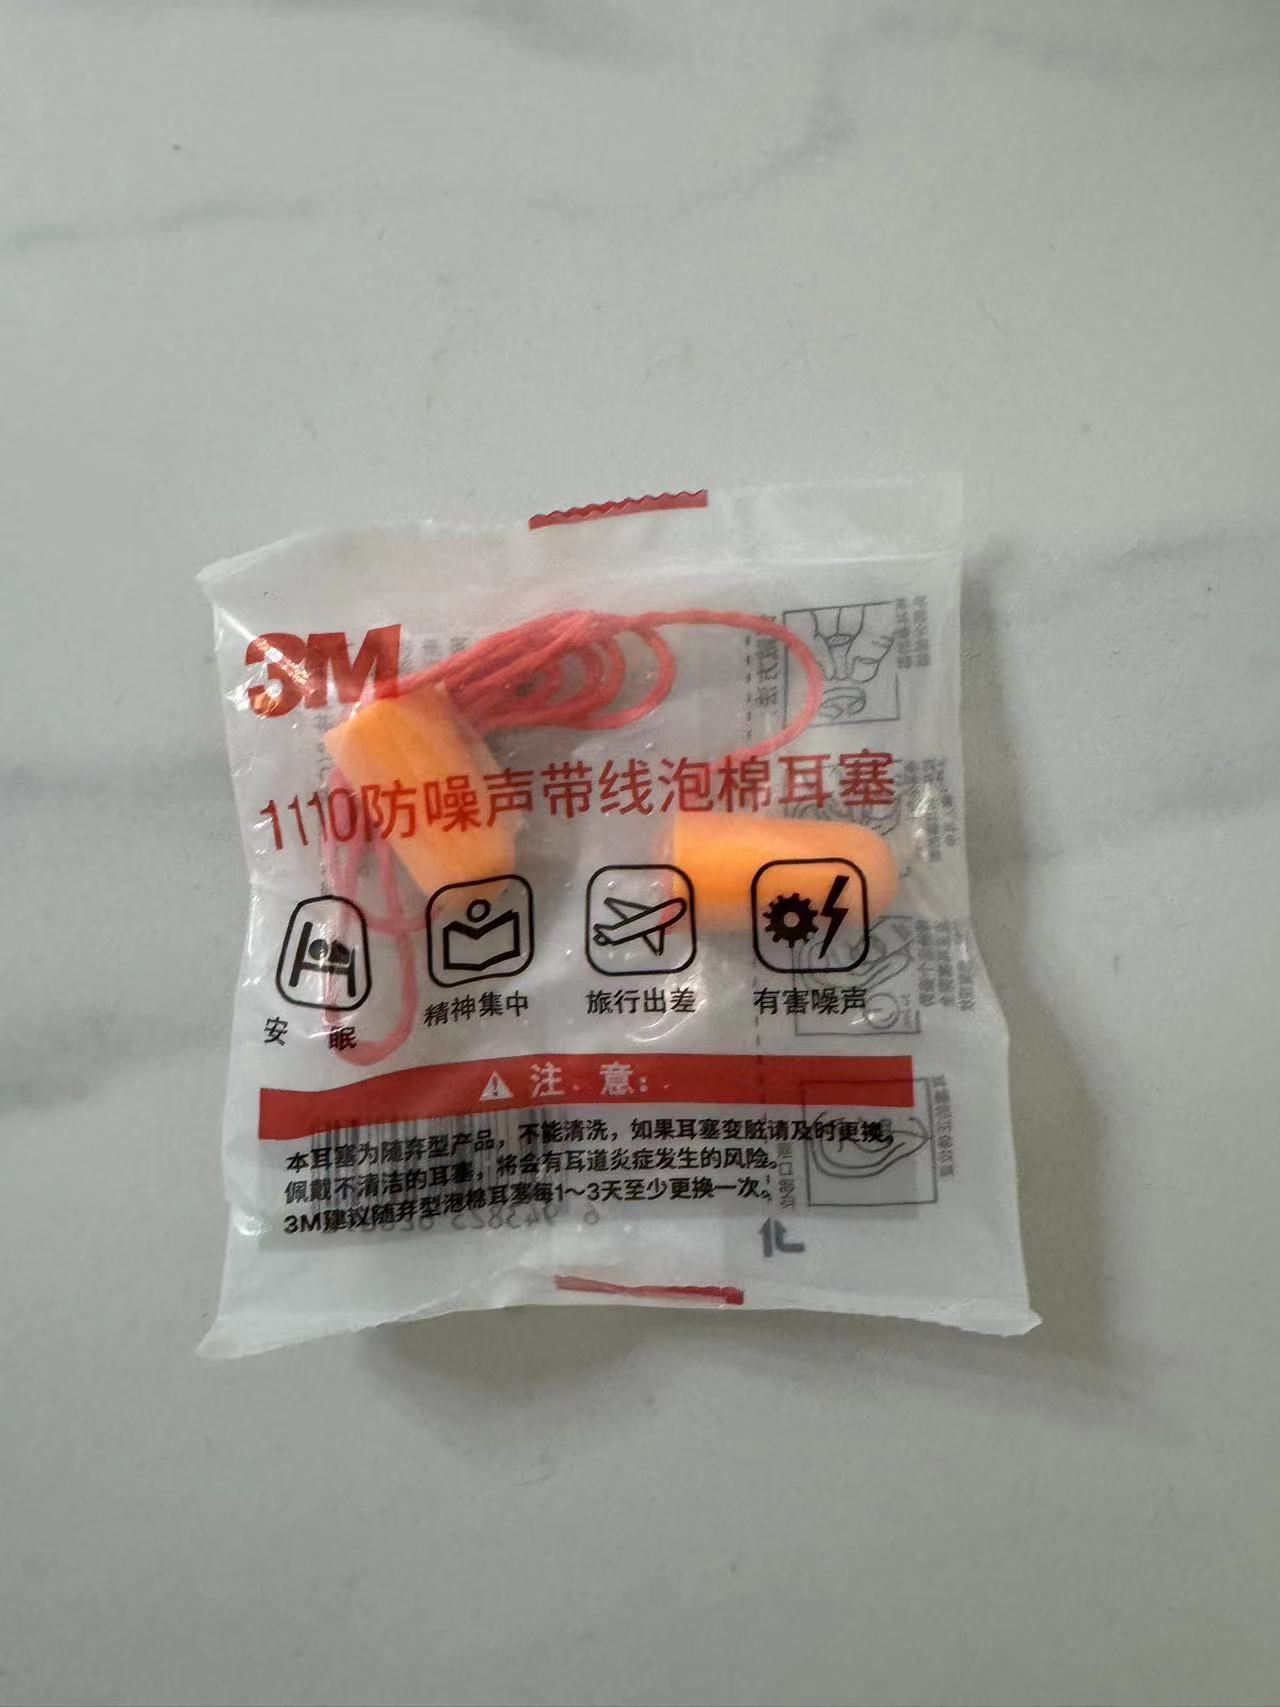 3M
1110防噪声带线泡棉耳塞
安 眠
精神集中
旅行出差
有害噪声
注 意:
本耳塞为随弃型产品，不能清洗，如果耳塞变脏请及时更换，
佩戴不清洁的耳塞，将会有耳道炎症发生的风险。
3M建议随弃型泡棉耳塞每1～3天至少更换一次。